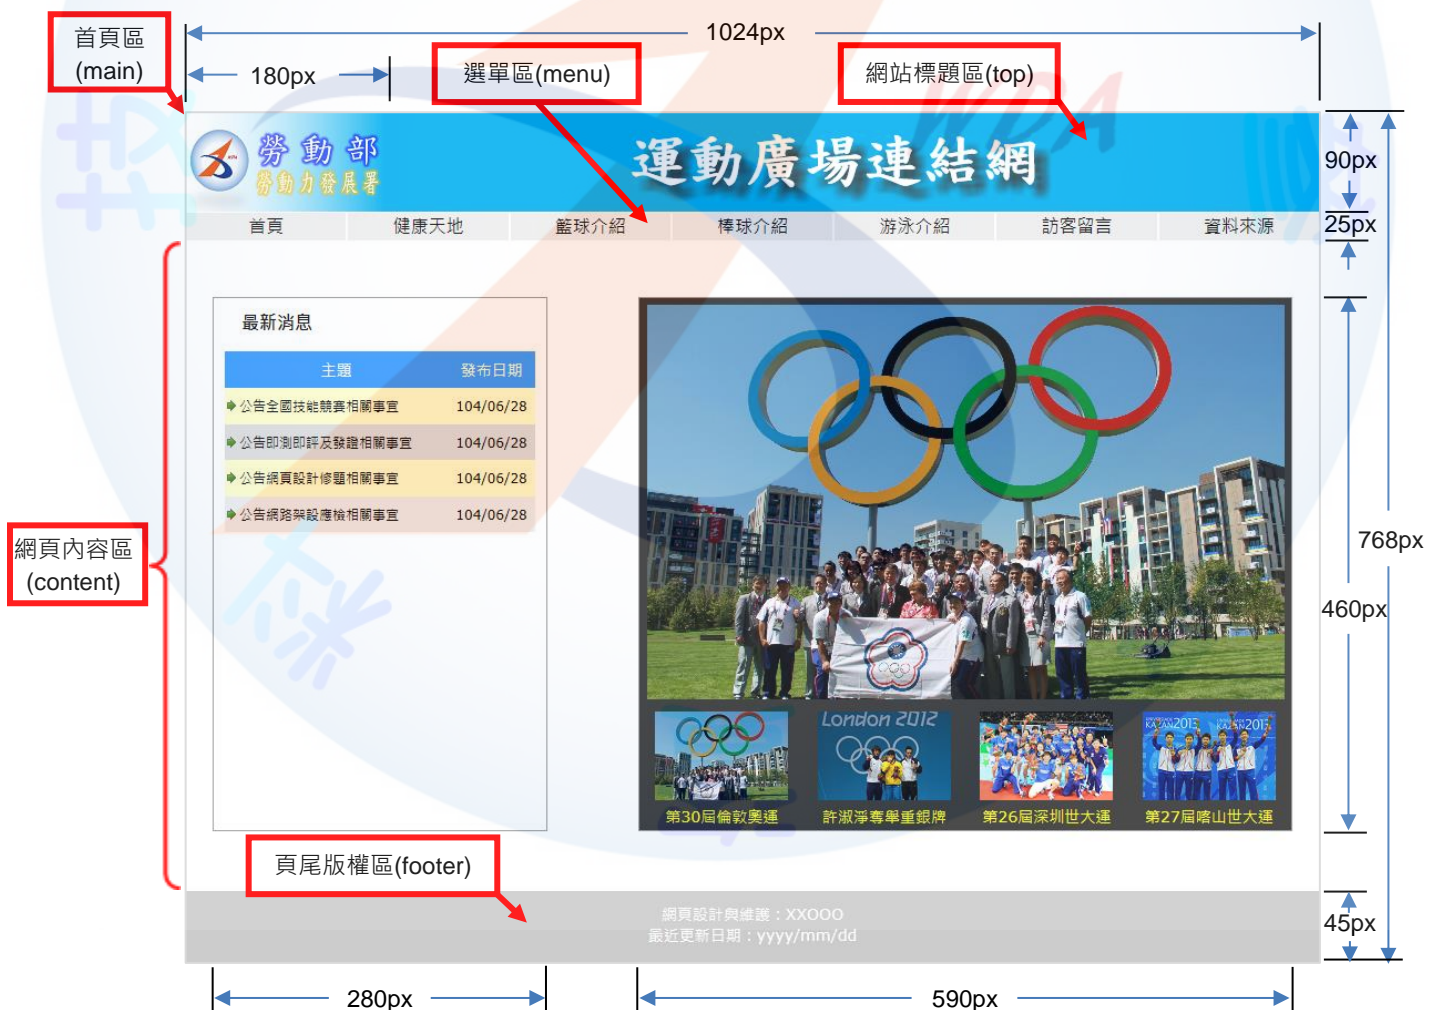 首頁區
(main)
1024px
180px
選單區(menu)
網站標題區(top)
勞動部
勞動力發展署
運動廣場連結網
90px
首頁 健康天地 籃球介紹 棒球介紹 游泳介紹 訪客留言 資料來源
25px
最新消息
主題 發布日期
公告全國技能競賽相關事宜 104/06/28
公告即測即評及發證相關事宜 104/06/28
公告網頁設計修題相關事宜 104/06/28
公告網路架設應檢相關事宜 104/06/28
網頁內容區
(content)
768px
460px
London 2012
KAZAN2013
KAZAN2013
第30屆倫敦奧運 許淑淨奪舉重銀牌 第26屆深圳世大運 第27屆喀山世大運
頁尾版權區(footer)
網頁設計與維護：XXOOO
最近更新日期：yyyy/mm/dd
45px
280px
590px
WDA
技